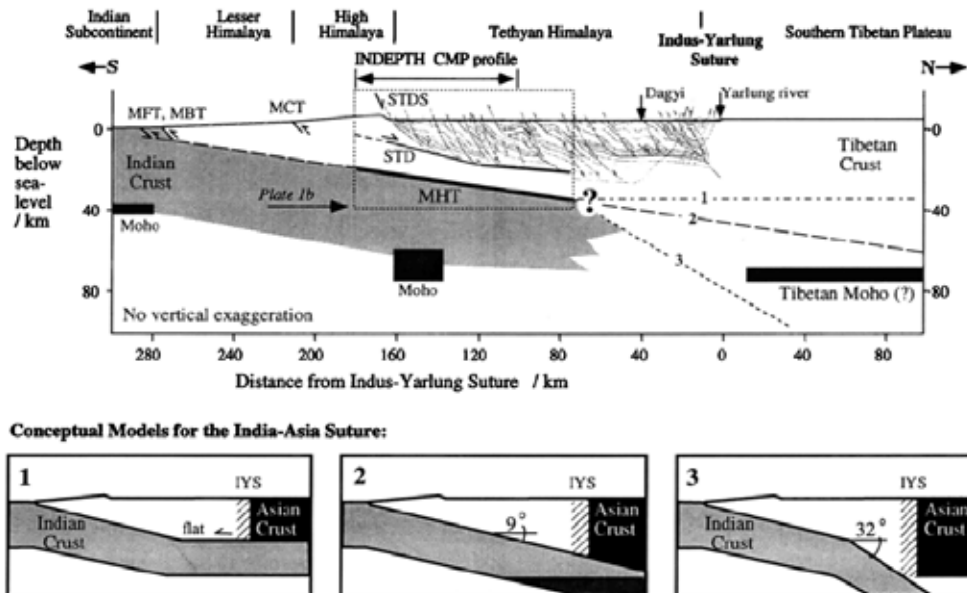 Indian Subcontinent
Lesser Himalaya
High Himalaya
Tethyan Himalaya
Indus-Yarlung Suture
Southern Tibetan Plateau
S
INDEPTH CMP profile
N
MFT, MBT
MCT
STDS
Dagyi
Yarlung river
Depth below sea-level / km
0
40
80
Indian Crust
STD
Tibetan Crust
0
40
80
Plate 1b
MHT
?
1
2
3
Moho
Moho
Tibetan Moho (?)
No vertical exaggeration
280 240 200 160 120 80 40 0 40 80
Distance from Indus-Yarlung Suture / km
Conceptual Models for the India-Asia Suture:
1
IYS
Indian Crust
flat
Asian Crust
2
IYS
9°
Asian Crust
3
IYS
Indian Crust
32°
Asian Crust